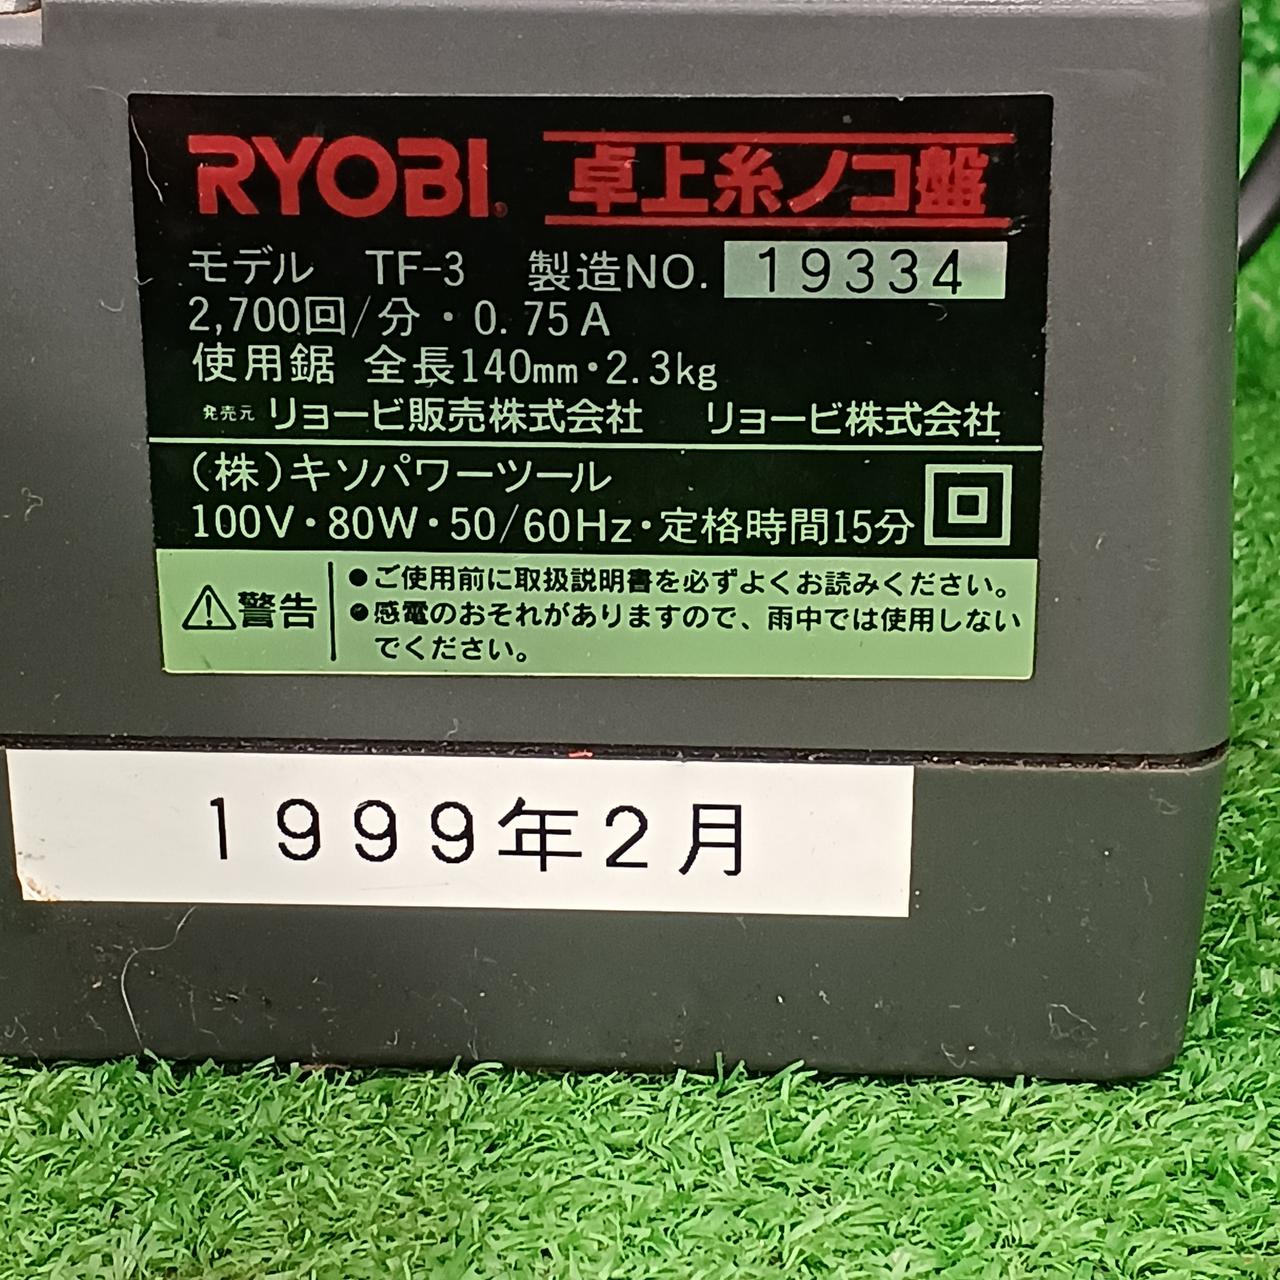 RYOBI® 卓上糸ノコ盤
モデル TF-3 製造NO. 19334
2,700回/分・0.75A
使用鋸 全長140mm・2.3kg
発売元 リョービ販売株式会社 リョービ株式会社
(株)キソパワーツール
100V・80W・50/60Hz・定格時間15分
⚠警告
●ご使用前に取扱説明書を必ずよくお読みください。
●感電のおそれがありますので、雨中では使用しない
でください。
1999年2月